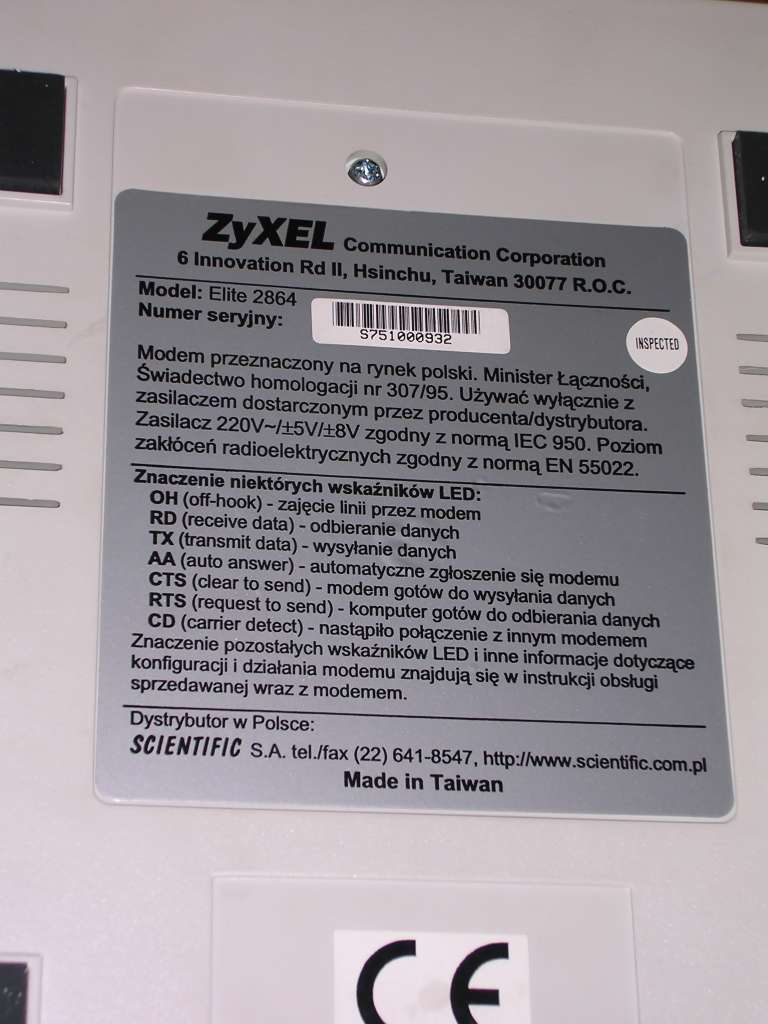 ZyXEL Communication Corporation
6 Innovation Rd II, Hsinchu, Taiwan 30077 R.O.C.
Model: Elite 2864
Numer seryjny:
S751000932
INSPECTED
Modem przeznaczony na rynek polski. Minister Łączności,
Świadectwo homologacji nr 307/95. Używać wyłącznie z
zasilaczem dostarczonym przez producenta/dystrybutora.
Zasilacz 220V~/±5V/±8V zgodny z normą IEC 950. Poziom
zakłóceń radioelektrycznych zgodny z normą EN 55022.
Znaczenie niektórych wskaźników LED:
OH (off-hook) - zajęcie linii przez modem
RD (receive data) - odbieranie danych
TX (transmit data) - wysyłanie danych
AA (auto answer) - automatyczne zgłoszenie się modemu
CTS (clear to send) - modem gotów do wysyłania danych
RTS (request to send) - komputer gotów do odbierania danych
CD (carrier detect) - nastąpiło połączenie z innym modemem
Znaczenie pozostałych wskaźników LED i inne informacje dotyczące
konfiguracji i działania modemu znajdują się w instrukcji obsługi
sprzedawanej wraz z modemem.
Dystrybutor w Polsce:
SCIENTIFIC S.A. tel./fax (22) 641-8547, http://www.scientific.com.pl
Made in Taiwan
CE